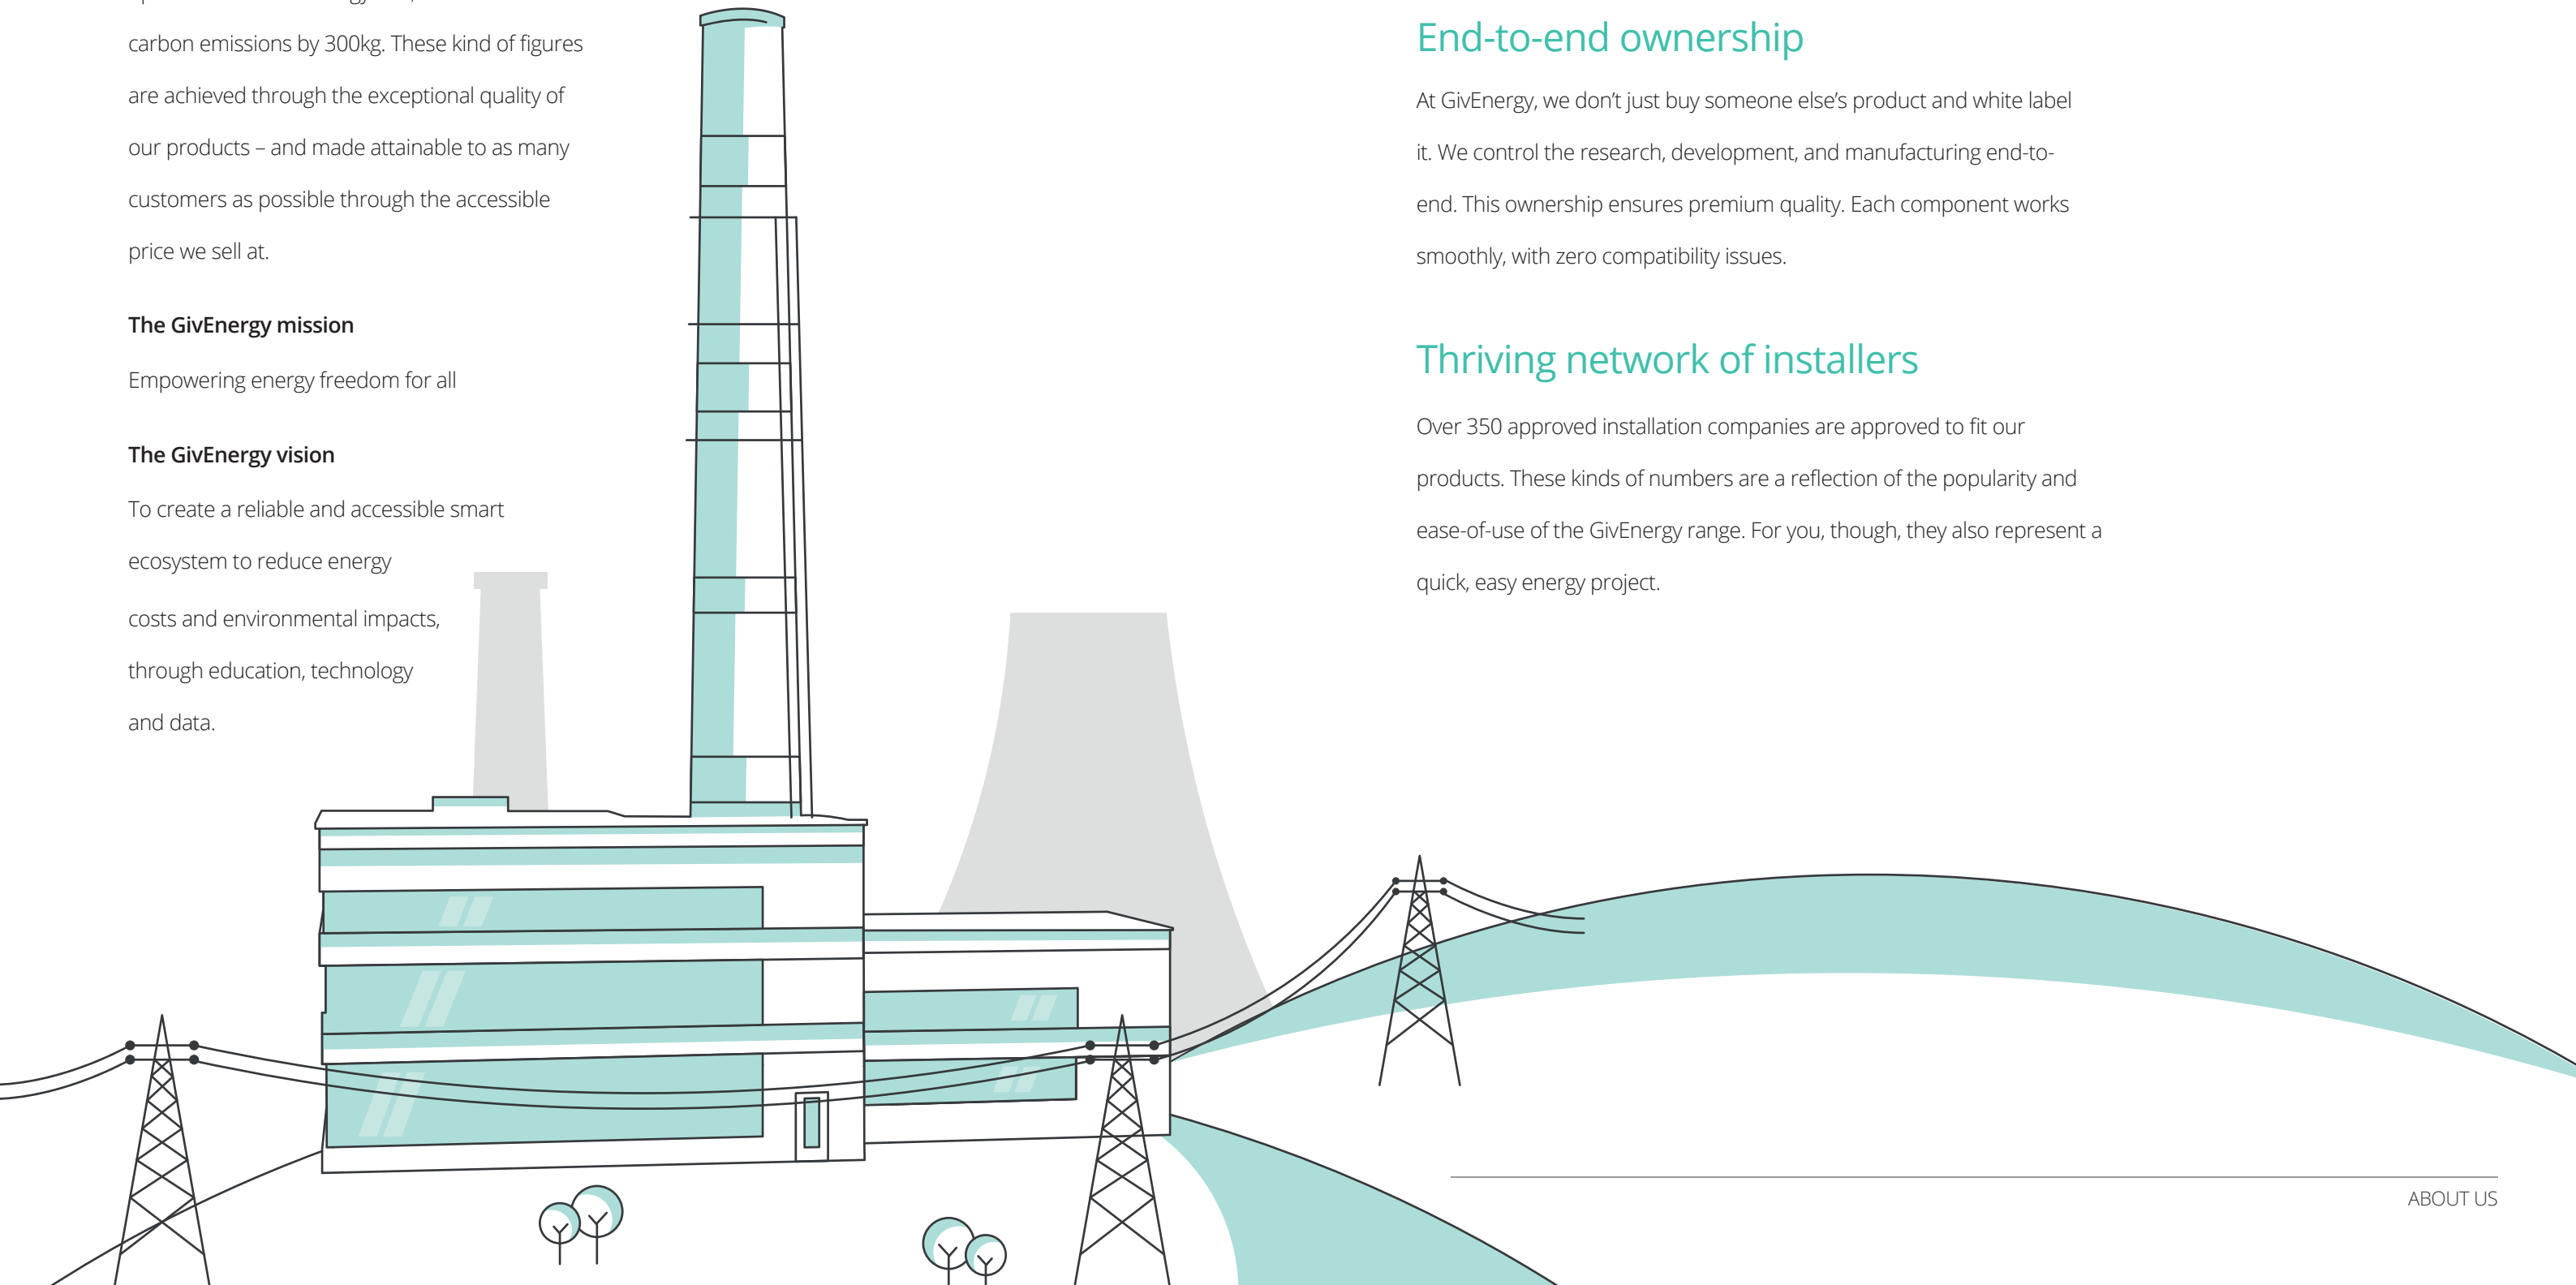 carbon emissions by 300kg. These kind of figures
are achieved through the exceptional quality of
our products – and made attainable to as many
customers as possible through the accessible
price we sell at.
The GivEnergy mission
Empowering energy freedom for all
The GivEnergy vision
To create a reliable and accessible smart
ecosystem to reduce energy
costs and environmental impacts,
through education, technology
and data.
End-to-end ownership
At GivEnergy, we don’t just buy someone else’s product and white label
it. We control the research, development, and manufacturing end-to-
end. This ownership ensures premium quality. Each component works
smoothly, with zero compatibility issues.
Thriving network of installers
Over 350 approved installation companies are approved to fit our
products. These kinds of numbers are a reflection of the popularity and
ease-of-use of the GivEnergy range. For you, though, they also represent a
quick, easy energy project.
ABOUT US